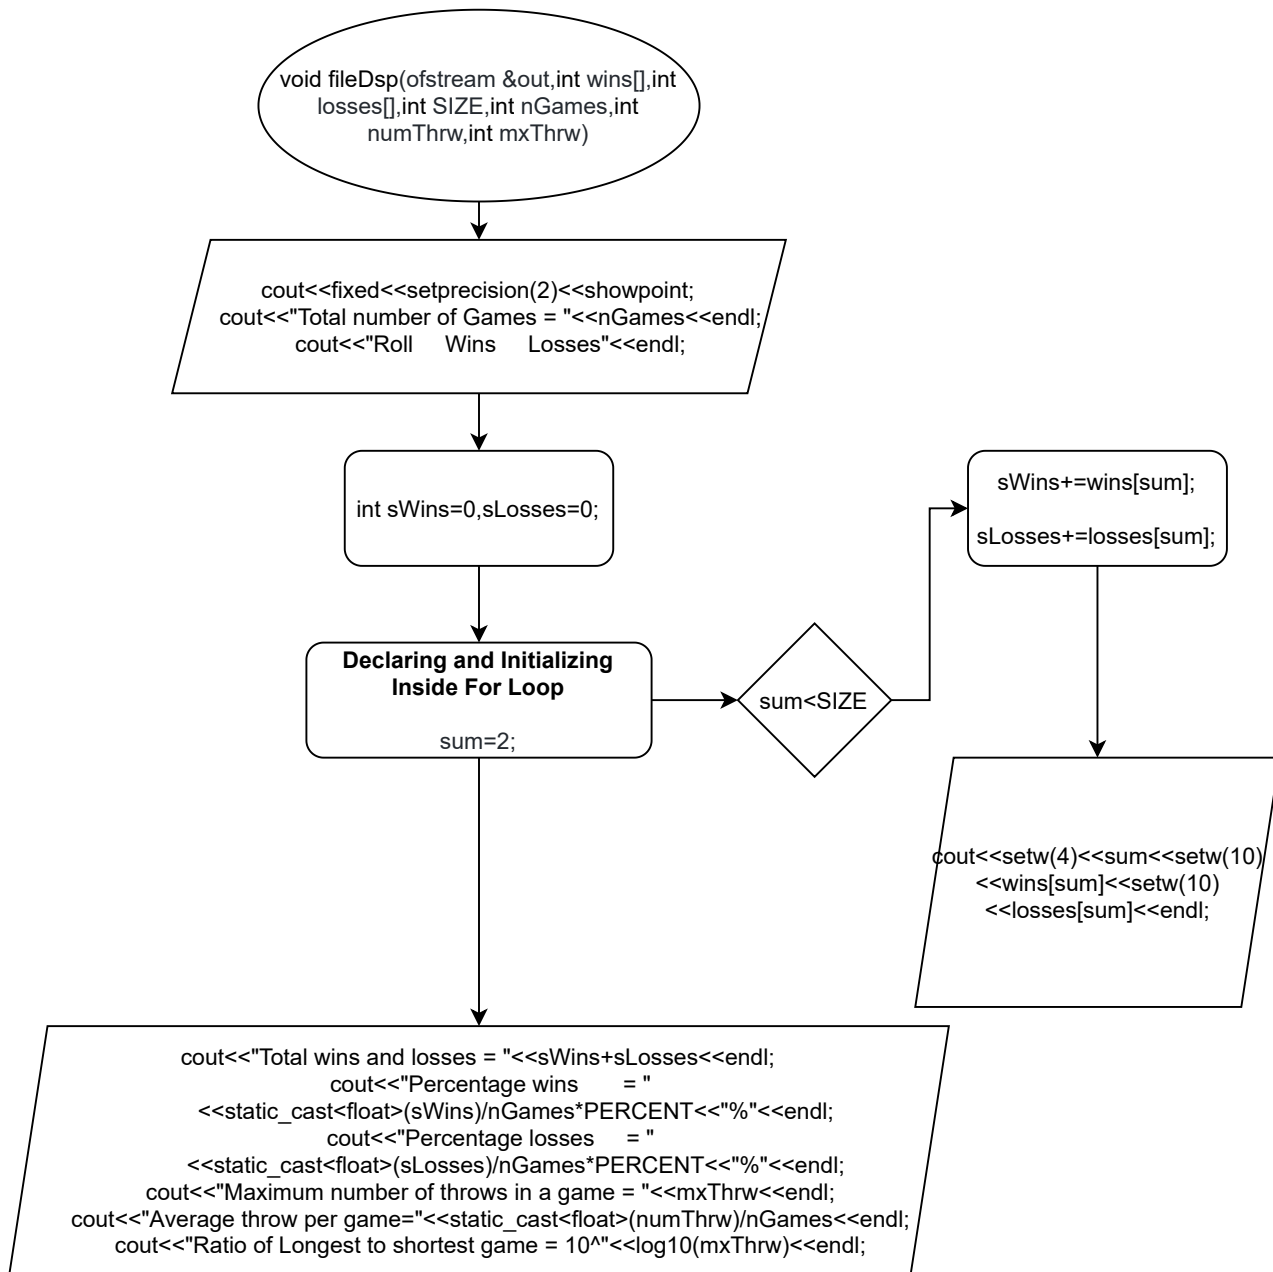 void fileDsp(ofstream &out,int wins[],int
losses[],int SIZE,int nGames,int
numThrw,int mxThrw)
cout<<fixed<<setprecision(2)<<showpoint;
cout<<"Total number of Games = "<<nGames<<endl;
cout<<"Roll     Wins     Losses"<<endl;
int sWins=0,sLosses=0;
Declaring and Initializing
Inside For Loop
sum=2;
sum<SIZE
sWins+=wins[sum];
sLosses+=losses[sum];
cout<<setw(4)<<sum<<setw(10)
<<wins[sum]<<setw(10)
<<losses[sum]<<endl;
cout<<"Total wins and losses = "<<sWins+sLosses<<endl;
cout<<"Percentage wins       = "
<<static_cast<float>(sWins)/nGames*PERCENT<<"%"<<endl;
cout<<"Percentage losses     = "
<<static_cast<float>(sLosses)/nGames*PERCENT<<"%"<<endl;
cout<<"Maximum number of throws in a game = "<<mxThrw<<endl;
cout<<"Average throw per game="<<static_cast<float>(numThrw)/nGames<<endl;
cout<<"Ratio of Longest to shortest game = 10^"<<log10(mxThrw)<<endl;